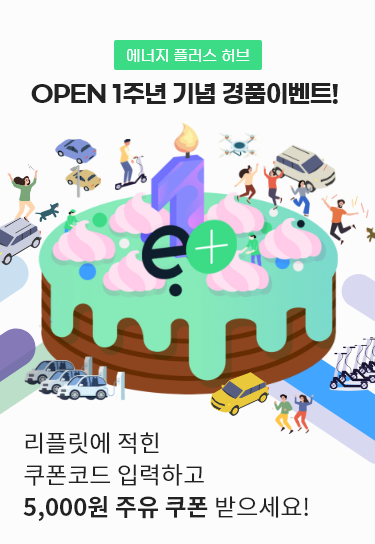 에너지 플러스 허브
OPEN 1주년 기념 경품이벤트!
1
e+
리플릿에 적힌
쿠폰코드 입력하고
5,000원 주유 쿠폰 받으세요!